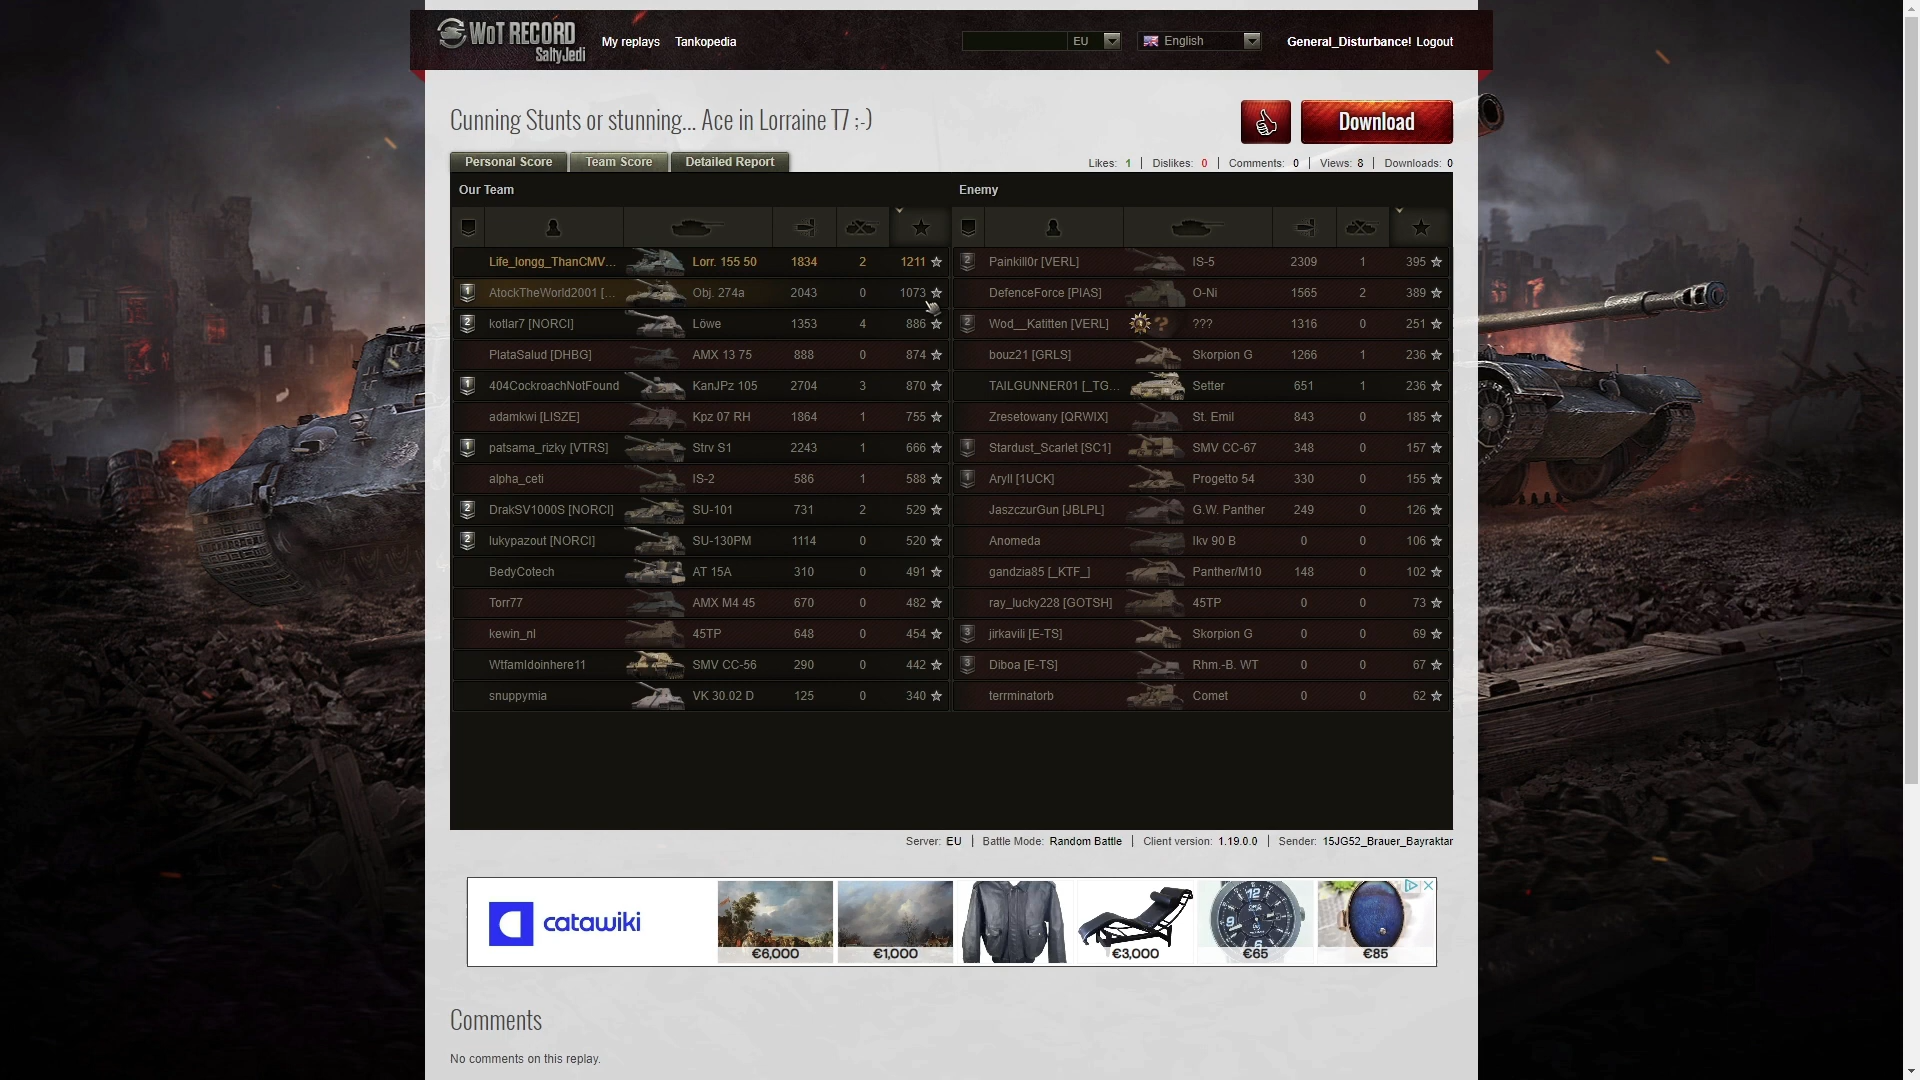 WoT RECORD
SaltyJedi
My replays Tankopedia EU English General_Disturbance! Logout
Cunning Stunts or stunning... Ace in Lorraine T7 ;-)
Download
Personal Score Team Score Detailed Report
Likes: 1 | Dislikes: 0 | Comments: 0 | Views: 8 | Downloads: 0
Our Team Enemy
Life_longg_ThanCMV... Lorr. 155 50 1834 2 1211 2 Painkill0r [VERL] IS-5 2309 1 395
1 AtockTheWorld2001 [... Obj. 274a 2043 0 1073 DefenceForce [PIAS] O-Ni 1565 2 389
2 kotlar7 [NORCI] Löwe 1353 4 886 2 Wod__Katitten [VERL] ? ??? 1316 0 251
PlataSalud [DHBG] AMX 13 75 888 0 874 bouz21 [GRLS] Skorpion G 1266 1 236
1 404CockroachNotFound KanJPz 105 2704 3 870 TAILGUNNER01 [_TG... Setter 651 1 236
adamkwi [LISZE] Kpz 07 RH 1864 1 755 Zresetowany [QRWIX] St. Emil 843 0 185
1 patsama_rizky [VTRS] Strv S1 2243 1 666 1 Stardust_Scarlet [SC1] SMV CC-67 348 0 157
alpha_ceti IS-2 586 1 588 1 Aryll [1UCK] Progetto 54 330 0 155
2 DrakSV1000S [NORCI] SU-101 731 2 529 JaszczurGun [JBLPL] G.W. Panther 249 0 126
2 lukypazout [NORCI] SU-130PM 1114 0 520 Anomeda Ikv 90 B 0 0 106
BedyCotech AT 15A 310 0 491 gandzia85 [_KTF_] Panther/M10 148 0 102
Torr77 AMX M4 45 670 0 482 ray_lucky228 [GOTSH] 45TP 0 0 73
kewin_nl 45TP 648 0 454 3 jirkavili [E-TS] Skorpion G 0 0 69
WtfamIdoinhere11 SMV CC-56 290 0 442 3 Diboa [E-TS] Rhm.-B. WT 0 0 67
snuppymia VK 30.02 D 125 0 340 terrminatorb Comet 0 0 62
Server: EU | Battle Mode: Random Battle | Client version: 1.19.0.0 | Sender: 15JG52_Brauer_Bayraktar
catawiki €6,000 €1,000 €3,000 €65 €85
Comments
No comments on this replay.